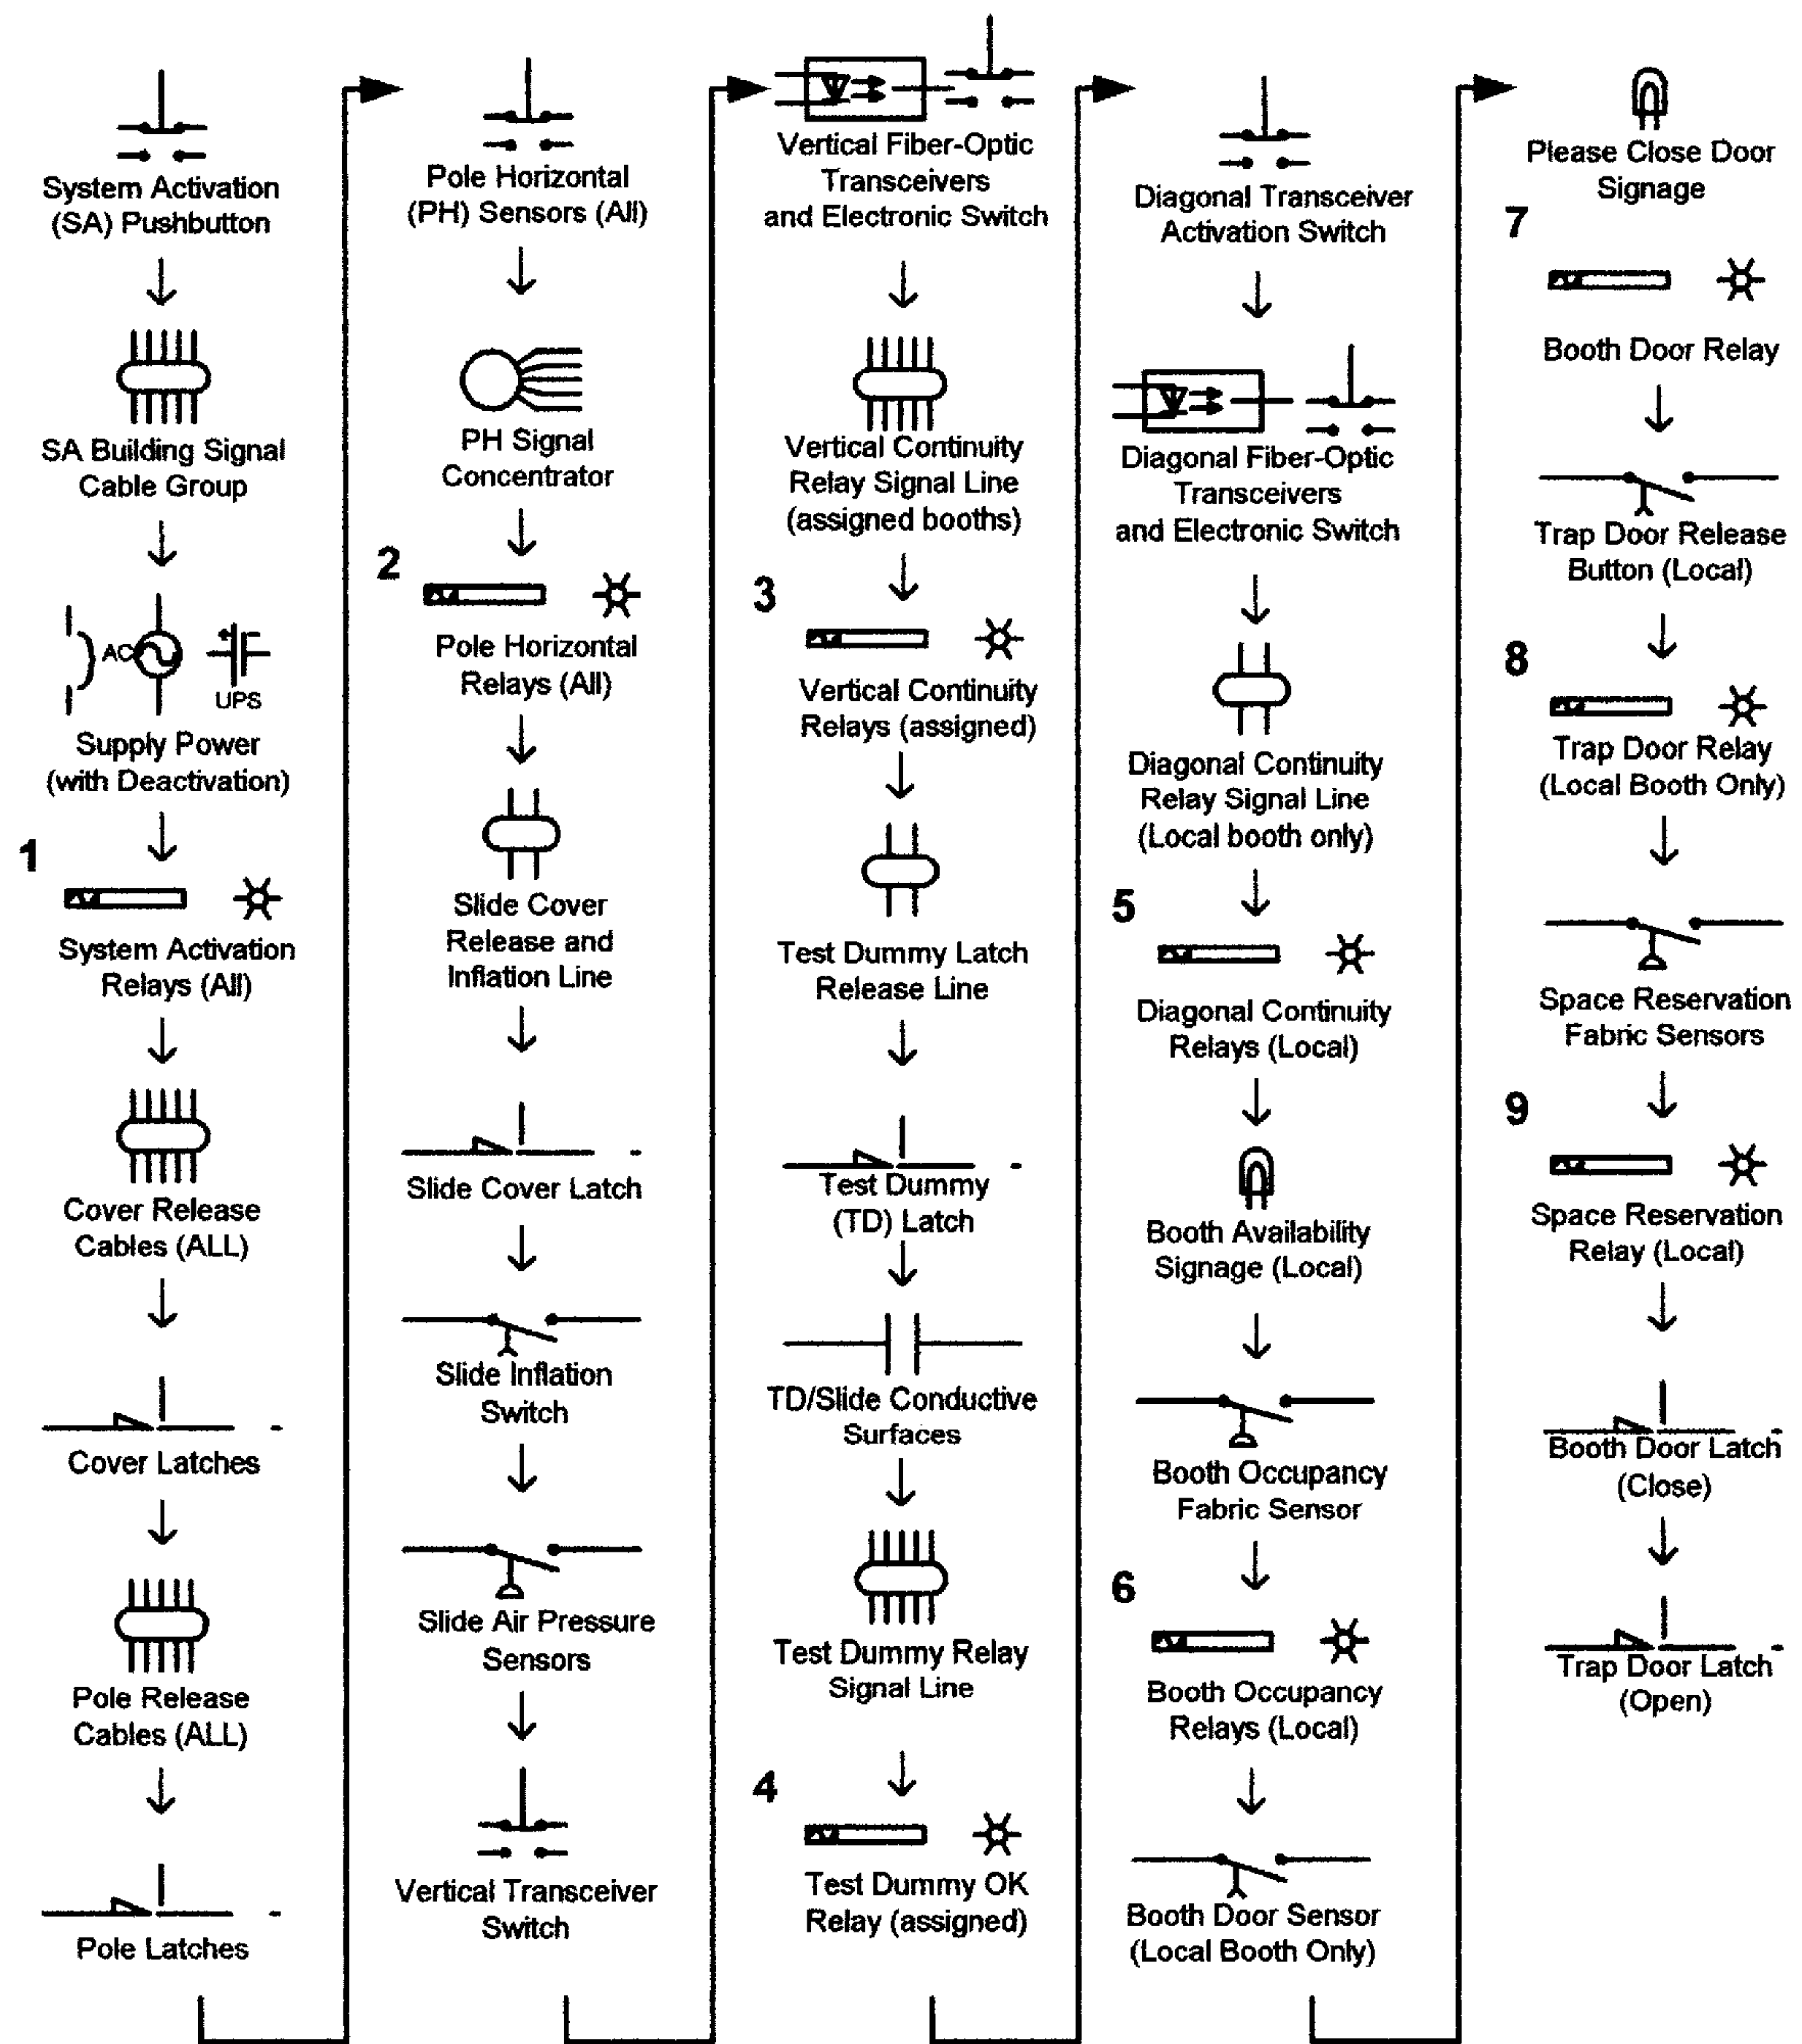 System Activation
(SA) Pushbutton
SA Building Signal
Cable Group
AC
UPS
Supply Power
(with Deactivation)
1
System Activation
Relays (All)
Cover Release
Cables (ALL)
Cover Latches
Pole Release
Cables (ALL)
Pole Latches
Pole Horizontal
(PH) Sensors (All)
PH Signal
Concentrator
2
Pole Horizontal
Relays (All)
Slide Cover
Release and
Inflation Line
Slide Cover Latch
Slide Inflation
Switch
Slide Air Pressure
Sensors
Vertical Transceiver
Switch
Vertical Fiber-Optic
Transceivers
and Electronic Switch
Vertical Continuity
Relay Signal Line
(assigned booths)
3
Vertical Continuity
Relays (assigned)
Test Dummy Latch
Release Line
Test Dummy
(TD) Latch
TD/Slide Conductive
Surfaces
Test Dummy Relay
Signal Line
4
Test Dummy OK
Relay (assigned)
Diagonal Transceiver
Activation Switch
Diagonal Fiber-Optic
Transceivers
and Electronic Switch
Diagonal Continuity
Relay Signal Line
(Local booth only)
5
Diagonal Continuity
Relays (Local)
Booth Availability
Signage (Local)
Booth Occupancy
Fabric Sensor
6
Booth Occupancy
Relays (Local)
Booth Door Sensor
(Local Booth Only)
Please Close Door
Signage
7
Booth Door Relay
Trap Door Release
Button (Local)
8
Trap Door Relay
(Local Booth Only)
Space Reservation
Fabric Sensors
9
Space Reservation
Relay (Local)
Booth Door Latch
(Close)
Trap Door Latch
(Open)